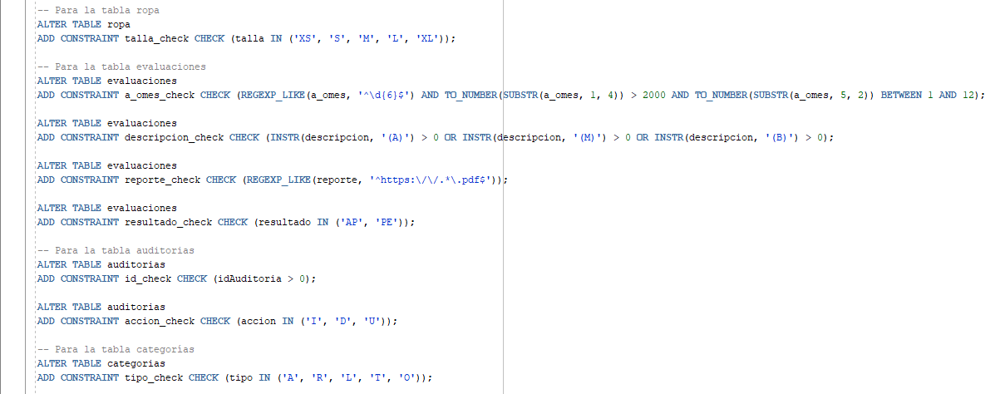 -- Para la tabla ropa
ALTER TABLE ropa
ADD CONSTRAINT talla_check CHECK (talla IN ('XS', 'S', 'M', 'L', 'XL'));
-- Para la tabla evaluaciones
ALTER TABLE evaluaciones
ADD CONSTRAINT a_omes_check CHECK (REGEXP_LIKE(a_omes, '^\d{6}$') AND TO_NUMBER(SUBSTR(a_omes, 1, 4)) > 2000 AND TO_NUMBER(SUBSTR(a_omes, 5, 2)) BETWEEN 1 AND 12);
ALTER TABLE evaluaciones
ADD CONSTRAINT descripcion_check CHECK (INSTR(descripcion, '(A)') > 0 OR INSTR(descripcion, '(M)') > 0 OR INSTR(descripcion, '(B)') > 0);
ALTER TABLE evaluaciones
ADD CONSTRAINT reporte_check CHECK (REGEXP_LIKE(reporte, '^https:\/\/.*\.pdf$'));
ALTER TABLE evaluaciones
ADD CONSTRAINT resultado_check CHECK (resultado IN ('AP', 'PE'));
-- Para la tabla auditorias
ALTER TABLE auditorias
ADD CONSTRAINT id_check CHECK (idAuditoria > 0);
ALTER TABLE auditorias
ADD CONSTRAINT accion_check CHECK (accion IN ('I', 'D', 'U'));
-- Para la tabla categorías
ALTER TABLE categorias
ADD CONSTRAINT tipo_check CHECK (tipo IN ('A', 'R', 'L', 'T', 'O'));